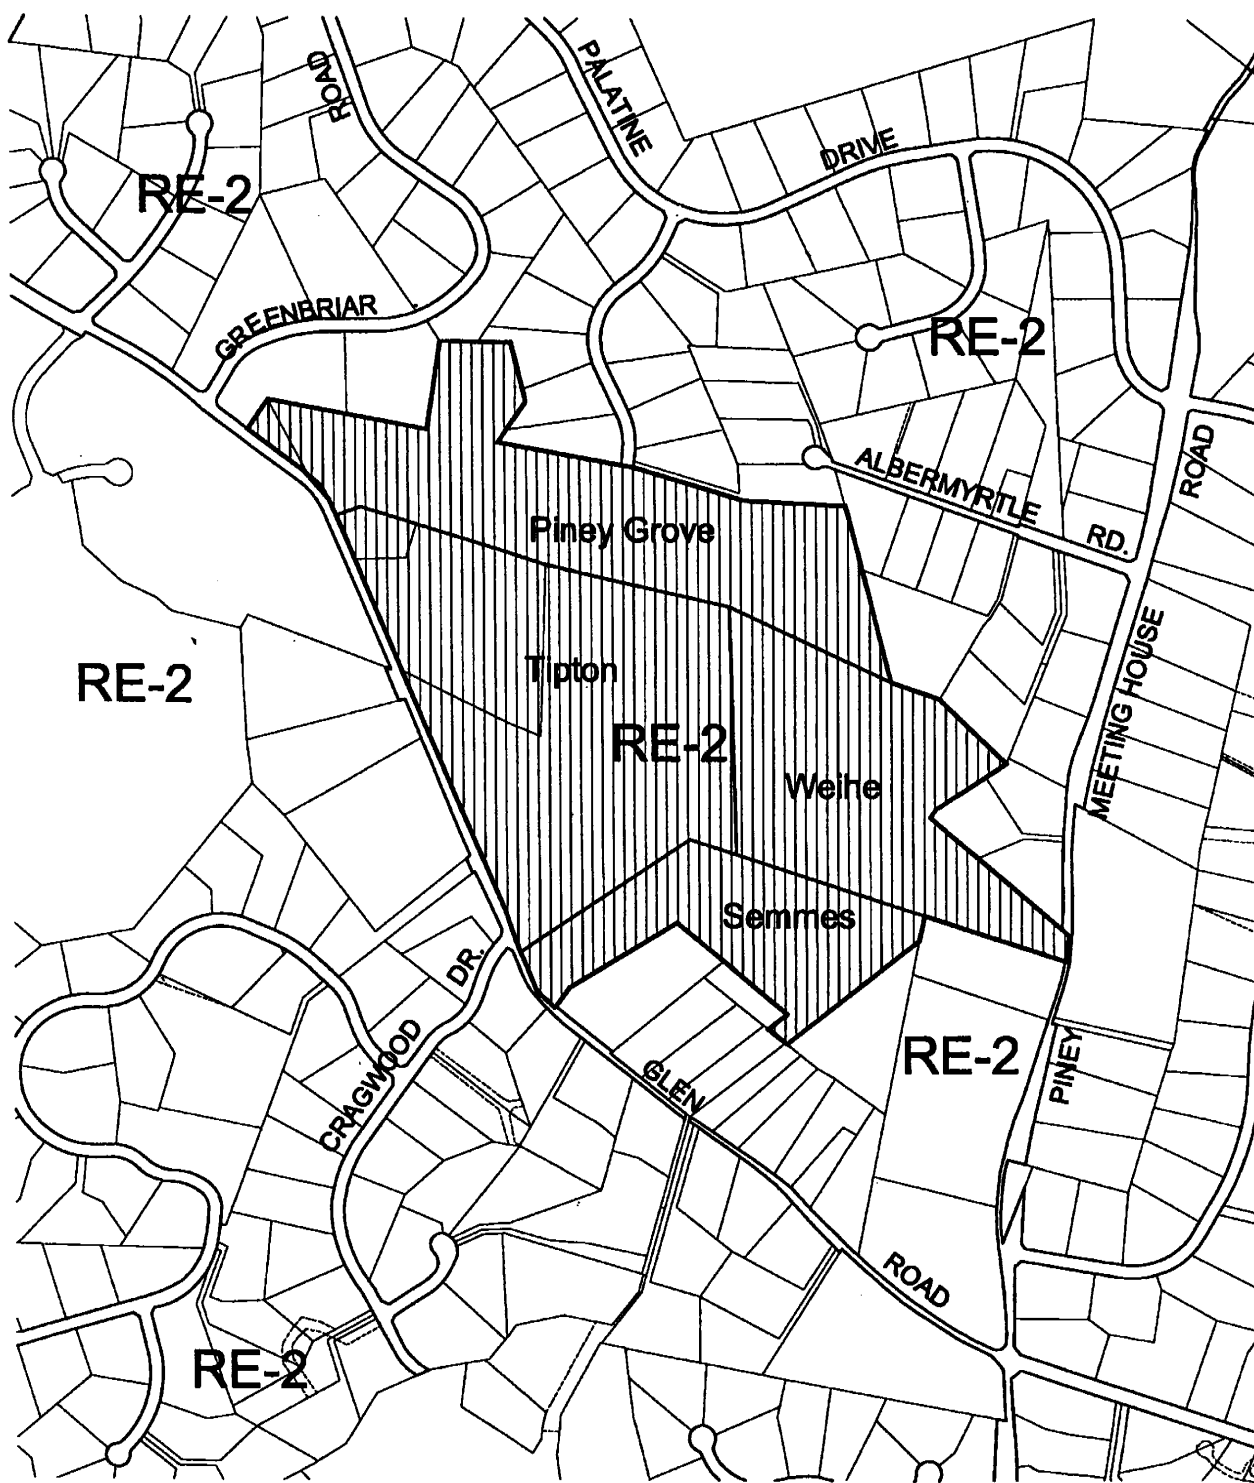 ROAD
PALATINE
DRIVE
RE-2
GREENBRIAR
RE-2
ROAD
ALBERMYRTLE
RD.
Piney Grove
RE-2
Tipton
MEETING HOUSE
RE-2
Weihe
Semmes
DR.
CRAGWOOD
GLEN
RE-2
PINEY
ROAD
RE-2